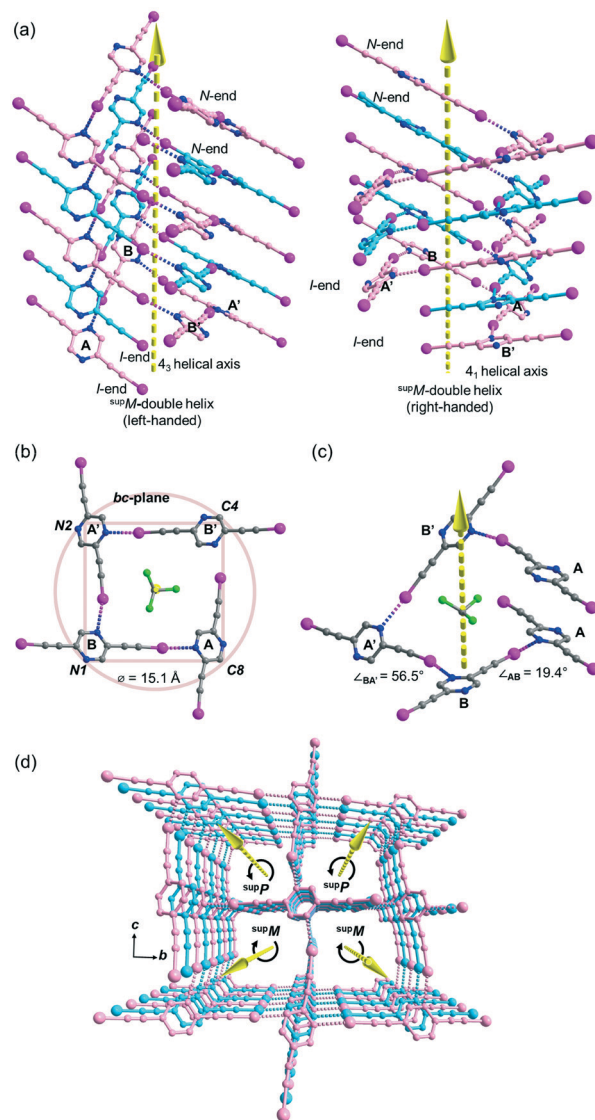 (a)
N-end
N-end
B
A'
B'
A
I-end
I-end
4₃ helical axis
supM-double helix
(left-handed)
N-end
N-end
B
A'
I-end
A
I-end
B'
4₁ helical axis
supM-double helix
(right-handed)
(b)
bc-plane
N2
C4
A'
B'
B
A
N1
C8
ø = 15.1 Å
(c)
B'
A
A
A'
∠BA' = 56.5°
B
∠AB = 19.4°
(d)
supP
supP
supM
supM
c
b